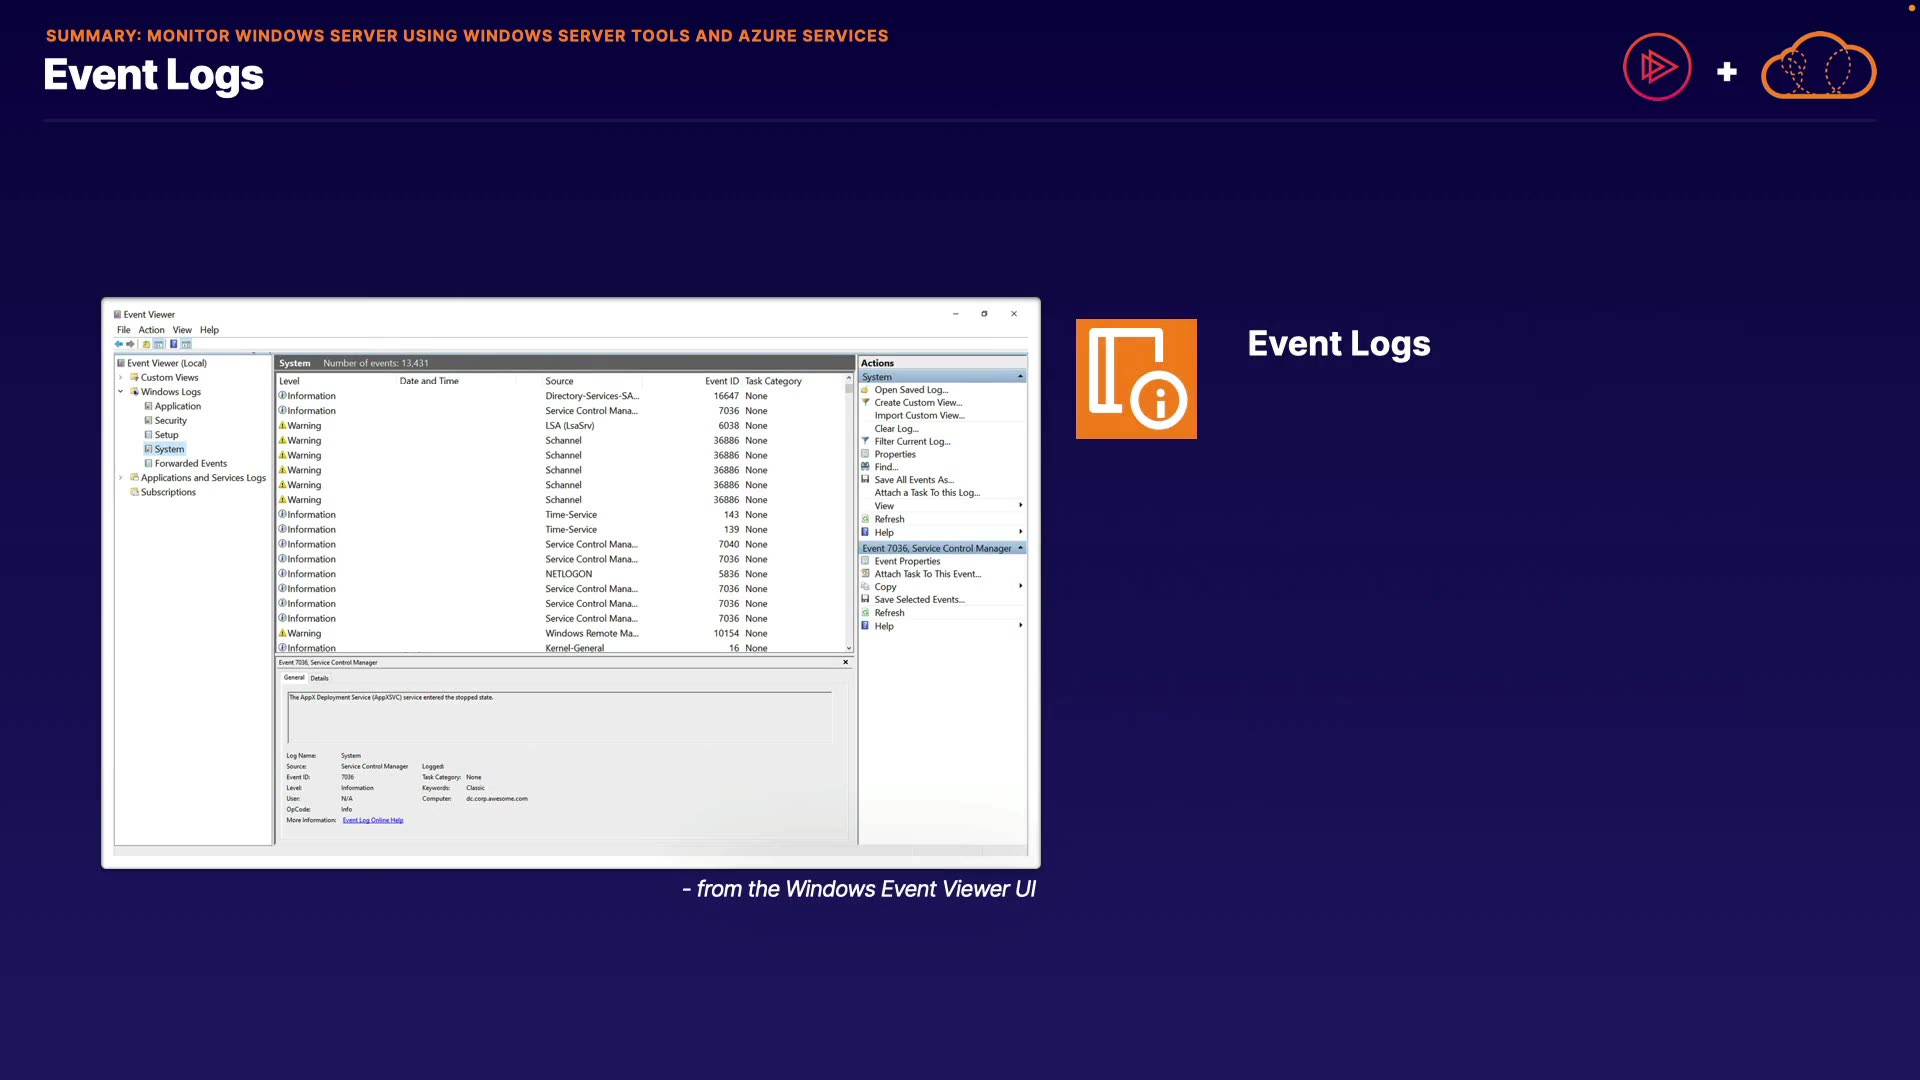 SUMMARY: MONITOR WINDOWS SERVER USING WINDOWS SERVER TOOLS AND AZURE SERVICES
Event Logs
Event Viewer
File Action View Help
Event Viewer (Local)
Custom Views
Windows Logs
Application
Security
Setup
System
Forwarded Events
Applications and Services Logs
Subscriptions
System Number of events: 13,431
Level Date and Time Source Event ID Task Category
Information Directory-Services-SA... 16647 None
Information Service Control Mana... 7036 None
Warning LSA (LsaSrv) 6038 None
Warning Schannel 36886 None
Warning Schannel 36886 None
Warning Schannel 36886 None
Warning Schannel 36886 None
Warning Schannel 36886 None
Information Time-Service 143 None
Information Time-Service 139 None
Information Service Control Mana... 7040 None
Information Service Control Mana... 7036 None
Information NETLOGON 5836 None
Information Service Control Mana... 7036 None
Information Service Control Mana... 7036 None
Information Service Control Mana... 7036 None
Warning Windows Remote Ma... 10154 None
Information Kernel-General 16 None
Event 7036, Service Control Manager
General Details
The AppX Deployment Service (AppXSVC) service entered the stopped state.
Log Name: System
Source: Service Control Manager Logged:
Event ID: 7036 Task Category: None
Level: Information Keywords: Classic
User: N/A Computer: dc.corp.awesome.com
OpCode: Info
More Information: Event Log Online Help
Actions
System
Open Saved Log...
Create Custom View...
Import Custom View...
Clear Log...
Filter Current Log...
Properties
Find...
Save All Events As...
Attach a Task To this Log...
View
Refresh
Help
Event 7036, Service Control Manager
Event Properties
Attach Task To This Event...
Copy
Save Selected Events...
Refresh
Help
- from the Windows Event Viewer UI
Event Logs